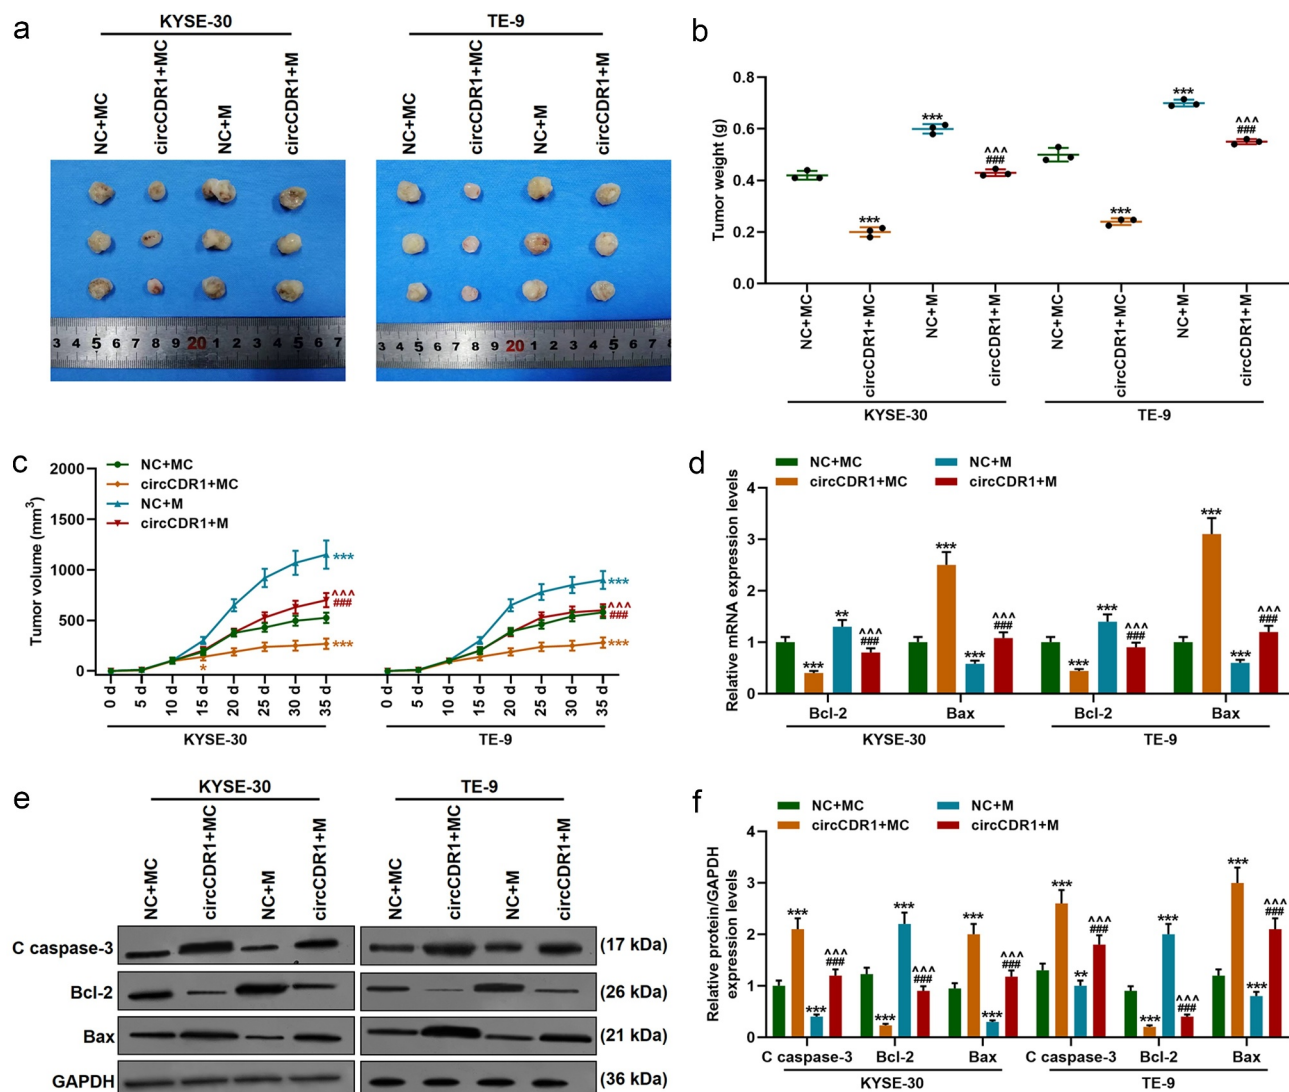 a
KYSE-30
TE-9
NC+MC
circCDR1+MC
NC+M
circCDR1+M
NC+MC
circCDR1+MC
NC+M
circCDR1+M
3 4 5 6 7 8 9 20 1 2 3 4 5 6 7
3 4 5 6 7 8 9 20 1 2 3 4 5 6 7
b
Tumor weight (g)
0.8
0.6
0.4
0.2
0.0
***
***
^^^
###
***
***
^^^
###
NC+MC
circCDR1+MC
NC+M
circCDR1+M
NC+MC
circCDR1+MC
NC+M
circCDR1+M
KYSE-30
TE-9
c
Tumor volume (mm3)
2000
1500
1000
500
0
NC+MC
circCDR1+MC
NC+M
circCDR1+M
***
^^^
###
***
*
***
^^^
###
***
0 d
5 d
10 d
15 d
20 d
25 d
30 d
35 d
0 d
5 d
10 d
15 d
20 d
25 d
30 d
35 d
KYSE-30
TE-9
d
NC+MC
NC+M
circCDR1+MC
circCDR1+M
Relative mRNA expression levels
4
3
2
1
0
***
**
^^^
###
***
***
^^^
###
***
***
^^^
###
***
***
^^^
###
Bcl-2
Bax
Bcl-2
Bax
KYSE-30
TE-9
e
KYSE-30
TE-9
NC+MC
circCDR1+MC
NC+M
circCDR1+M
NC+MC
circCDR1+MC
NC+M
circCDR1+M
C caspase-3
(17 kDa)
Bcl-2
(26 kDa)
Bax
(21 kDa)
GAPDH
(36 kDa)
f
NC+MC
NC+M
circCDR1+MC
circCDR1+M
Relative protein/GAPDH
expression levels
4
3
2
1
0
***
***
^^^
###
***
***
^^^
###
***
***
^^^
###
***
**
^^^
###
***
***
^^^
###
***
***
^^^
###
C caspase-3
Bcl-2
Bax
C caspase-3
Bcl-2
Bax
KYSE-30
TE-9